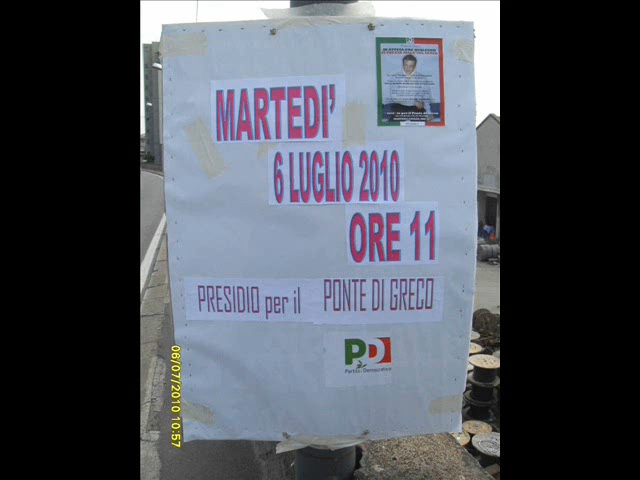 MARTEDI'
6 LUGLIO 2010
ORE 11
PRESIDIO per il PONTE DI GRECO
PD
Partito Democratico
06/07/2010 10:57